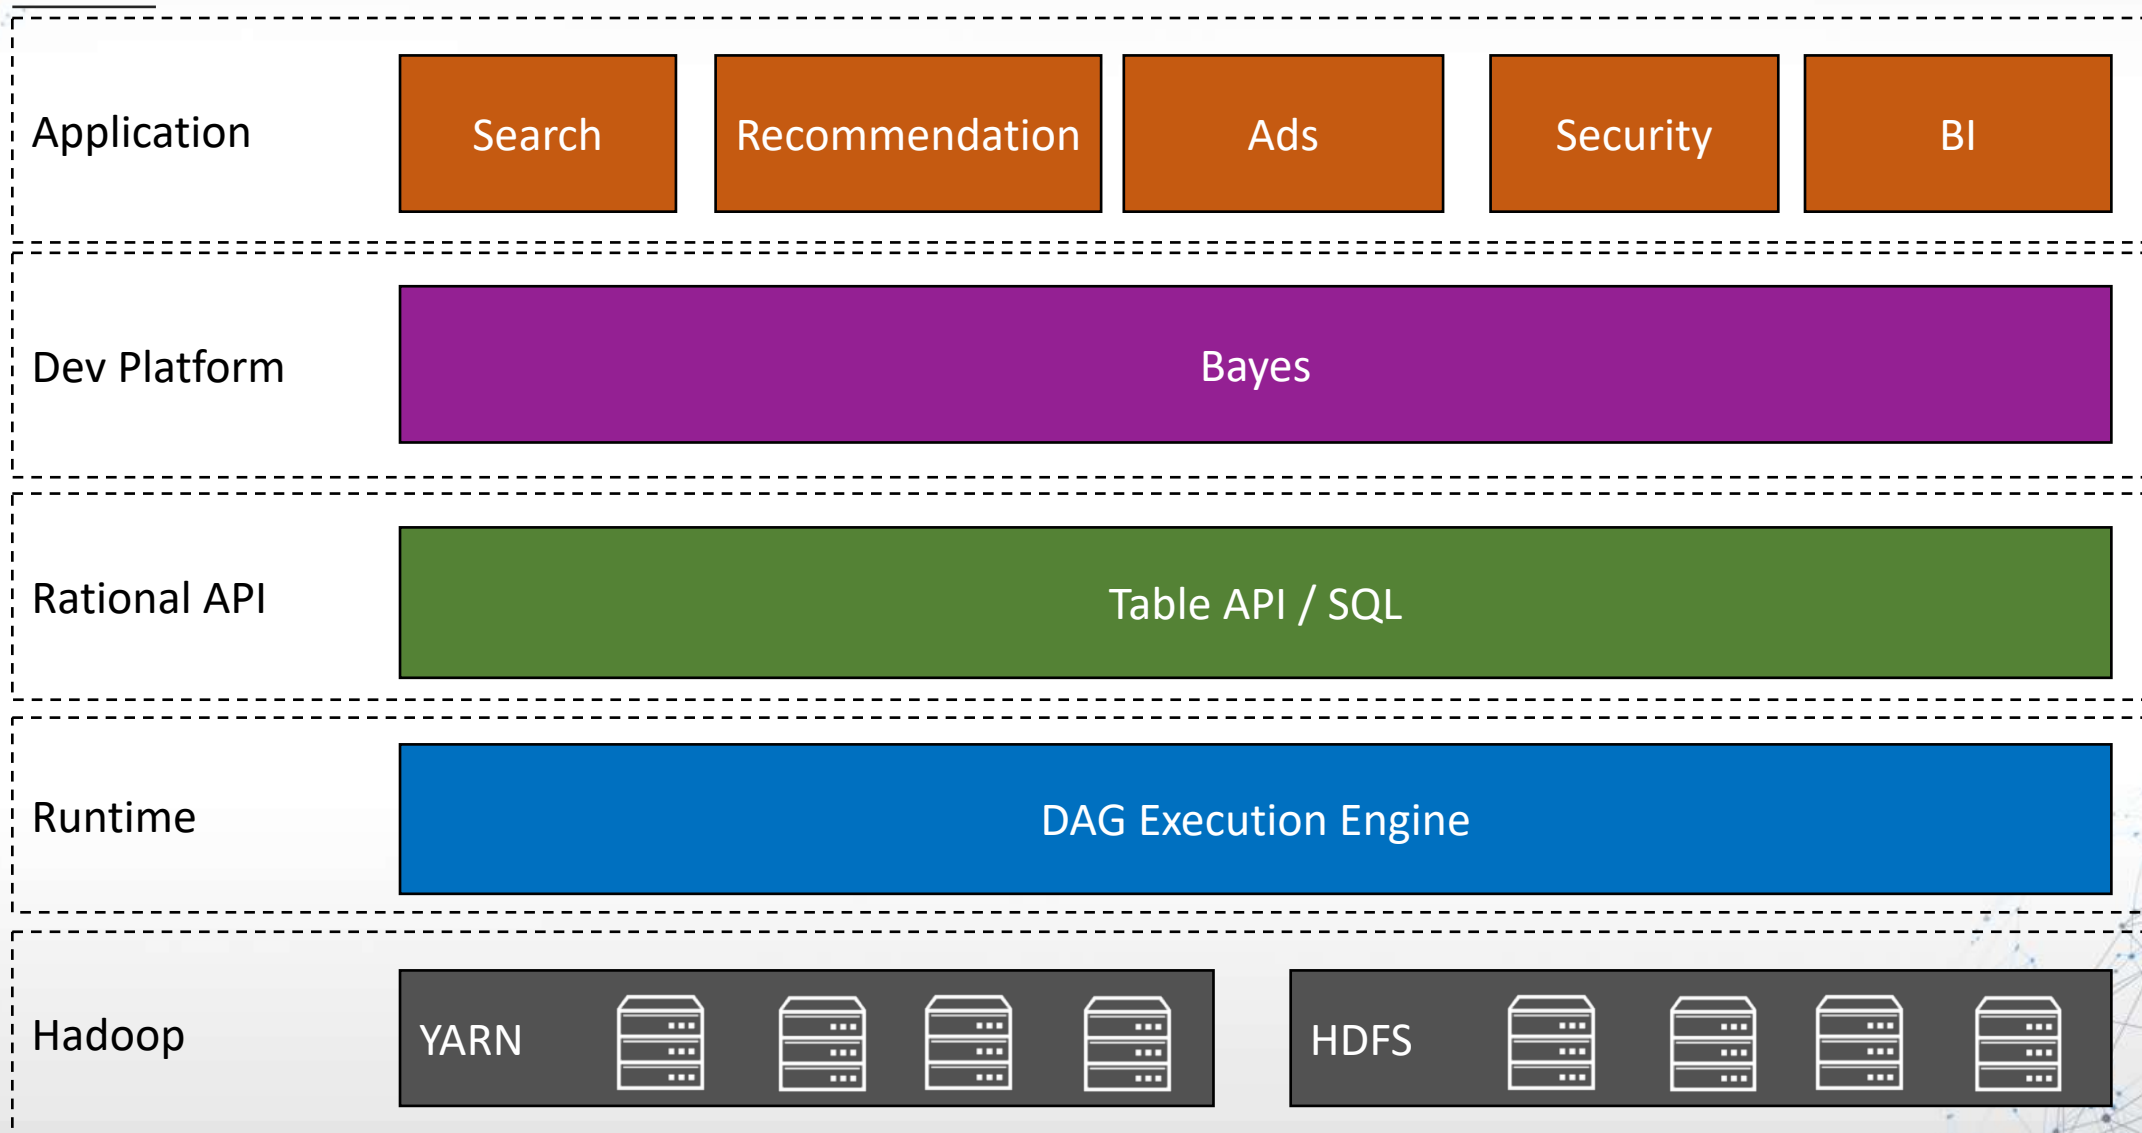 Application
Search
Recommendation
Ads
Security
BI
Dev Platform
Bayes
Rational API
Table API / SQL
Runtime
DAG Execution Engine
Hadoop
YARN
HDFS